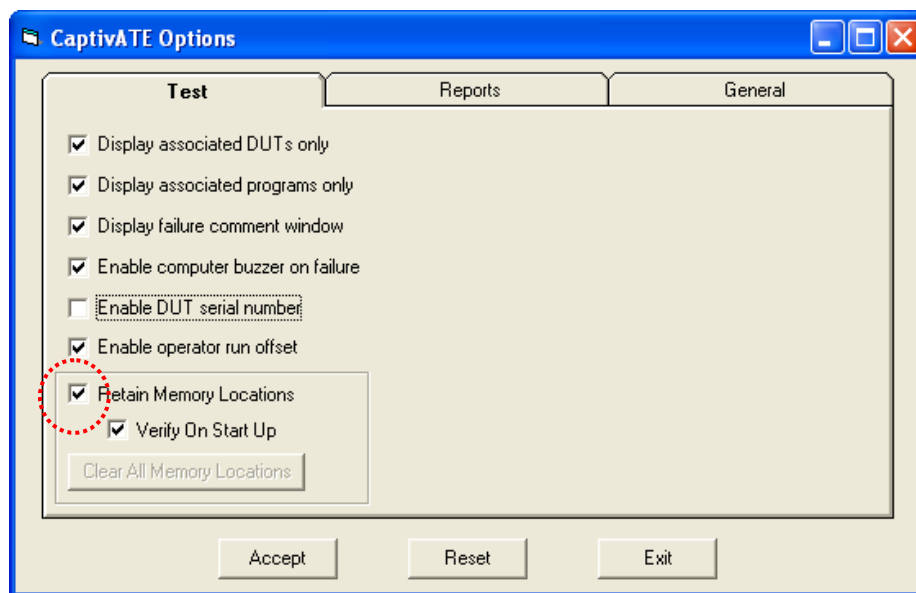 CaptivATE Options
Test Reports General
Display associated DUTs only
Display associated programs only
Display failure comment window
Enable computer buzzer on failure
Enable DUT serial number
Enable operator run offset
Retain Memory Locations
Verify On Start Up
Clear All Memory Locations
Accept Reset Exit